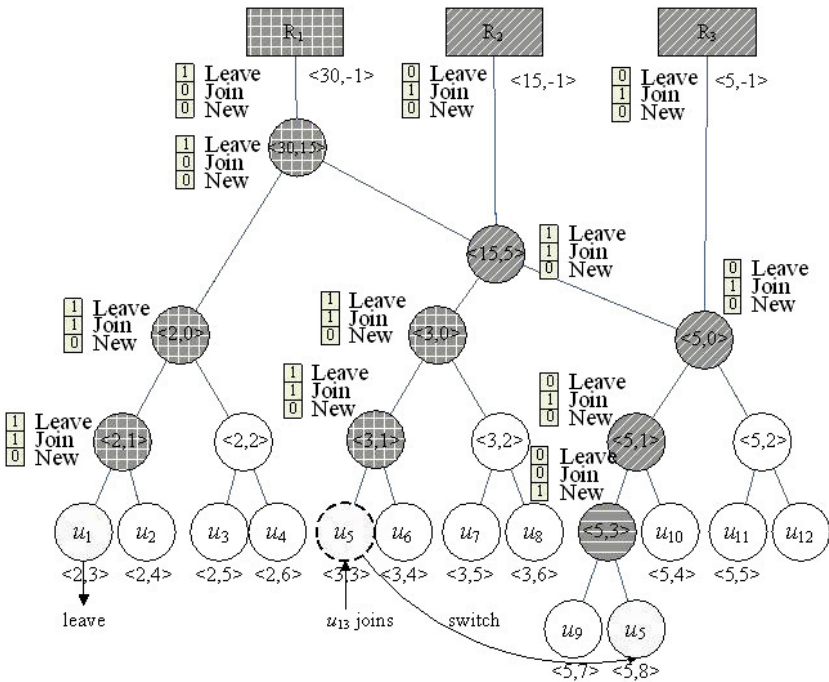 R1 R2 R3
1 Leave <30,-1> 0 Leave <15,-1> 0 Leave <5,-1>
0 Join 1 Join 1 Join
0 New 0 New 0 New
1 Leave <30,15>
0 Join
0 New
<15,5> 1 Leave
1 Join
0 New
0 Leave
1 Join
0 New
1 Leave <2,0> 1 Leave <3,0> <5,0>
1 Join 1 Join
0 New 0 New
1 Leave 0 Leave
1 Join 1 Join
0 New 0 New
1 Leave <2,1> <2,2> <3,1> <3,2> <5,1> <5,2>
1 Join
0 New
0 Leave
0 Join
1 New
u1 u2 u3 u4 u5 u6 u7 u8 <5,3> u10 u11 u12
<2,3> <2,4> <2,5> <2,6> <3,3> <3,4> <3,5> <3,6> <5,4> <5,5>
leave u13 joins switch u9 u5
<5,7> <5,8>